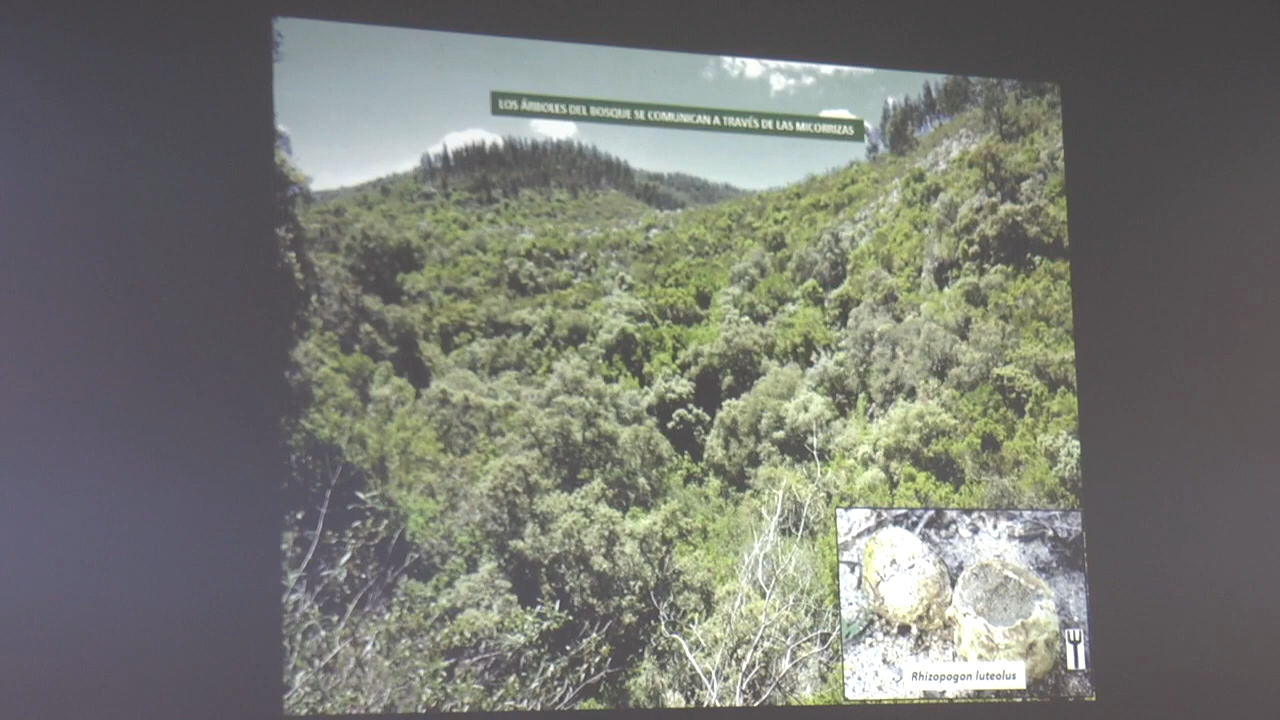 LOS ÁRBOLES DEL BOSQUE SE COMUNICAN A TRAVÉS DE LAS MICORRIZAS
Rhizopogon luteolus